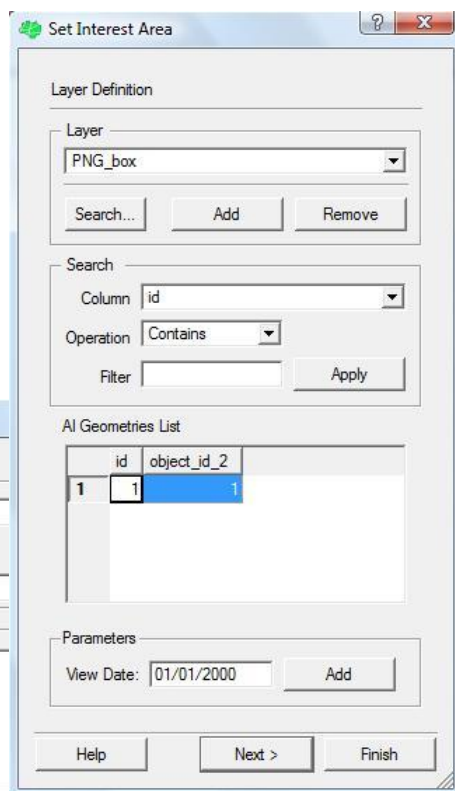 Set Interest Area
Layer Definition
Layer
PNG_box
Search... Add Remove
Search
Column id
Operation Contains
Filter Apply
AI Geometries List
id object_id_2
1 1 1
Parameters
View Date: 01/01/2000 Add
Help Next > Finish